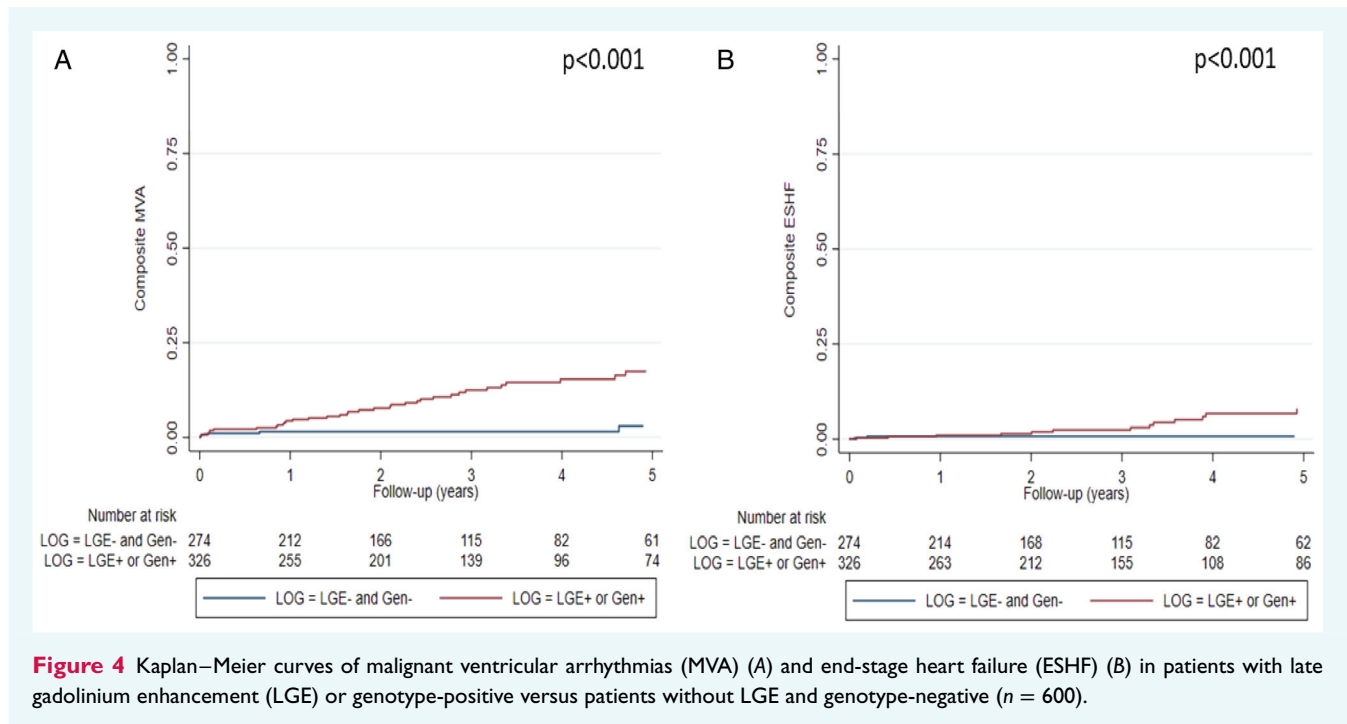 A
p<0.001
Composite MVA
1.00
0.75
0.50
0.25
0.00
0 1 2 3 4 5
Follow-up (years)
Number at risk
LOG = LGE- and Gen- 274 212 166 115 82 61
LOG = LGE+ or Gen+ 326 255 201 139 96 74
LOG = LGE- and Gen- LOG = LGE+ or Gen+
B
p<0.001
Composite ESHF
1.00
0.75
0.50
0.25
0.00
0 1 2 3 4 5
Follow-up (years)
Number at risk
LOG = LGE- and Gen- 274 214 168 115 82 62
LOG = LGE+ or Gen+ 326 263 212 155 108 86
LOG = LGE- and Gen- LOG = LGE+ or Gen+
Figure 4 Kaplan–Meier curves of malignant ventricular arrhythmias (MVA) (A) and end-stage heart failure (ESHF) (B) in patients with late
gadolinium enhancement (LGE) or genotype-positive versus patients without LGE and genotype-negative (n = 600).